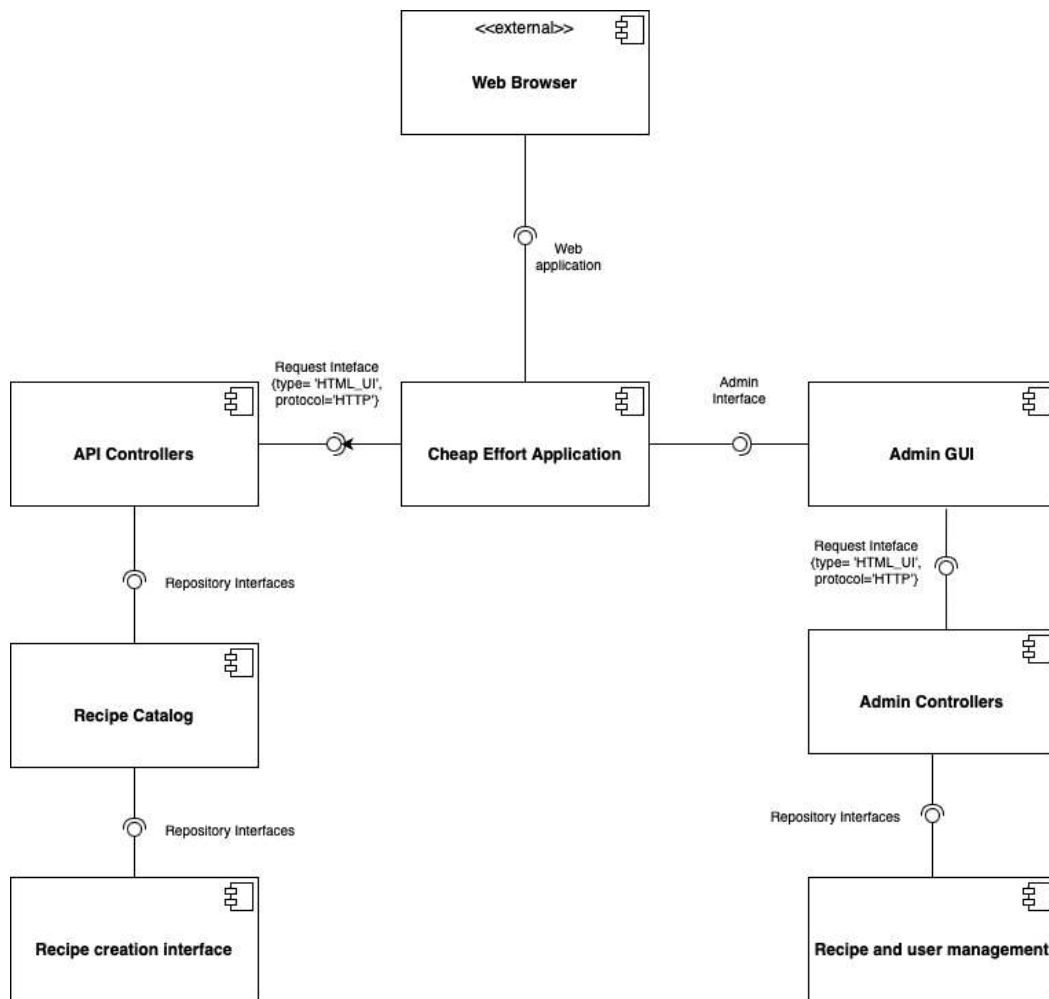 <<external>>
Web Browser
Web
application
Request Inteface
{type= 'HTML_UI',
protocol='HTTP'}
Admin
Interface
API Controllers
Cheap Effort Application
Admin GUI
Request Inteface
{type= 'HTML_UI',
protocol='HTTP'}
Repository Interfaces
Recipe Catalog
Admin Controllers
Repository Interfaces
Repository Interfaces
Recipe creation interface
Recipe and user management